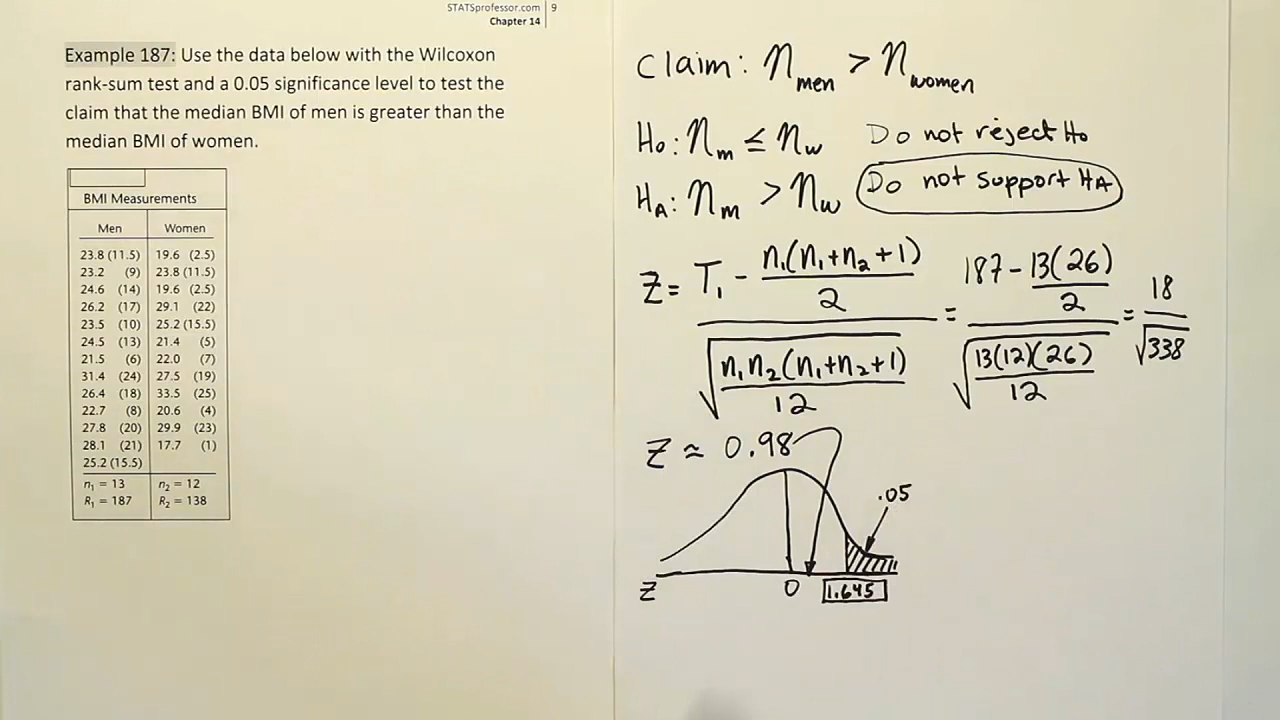 STATSprofessor.com 9
Chapter 14
Example 187: Use the data below with the Wilcoxon
rank-sum test and a 0.05 significance level to test the
claim that the median BMI of men is greater than the
median BMI of women.
BMI Measurements
Men Women
23.8 (11.5) 19.6 (2.5)
23.2 (9) 23.8 (11.5)
24.6 (14) 19.6 (2.5)
26.2 (17) 29.1 (22)
23.5 (10) 25.2 (15.5)
24.5 (13) 21.4 (5)
21.5 (6) 22.0 (7)
31.4 (24) 27.5 (19)
26.4 (18) 33.5 (25)
22.7 (8) 20.6 (4)
27.8 (20) 29.9 (23)
28.1 (21) 17.7 (1)
25.2 (15.5)
n₁ = 13 n₂ = 12
R₁ = 187 R₂ = 138
Claim: η men > η women
H₀: ηm ≤ ηw Do not reject H₀
HA: ηm > ηw Do not support HA
Z = (T₁ - n₁(n₁+n₂+1)/2) / √(n₁n₂(n₁+n₂+1)/12) = (187 - 13(26)/2) / √(13(12)(26)/12) = 18/√338
Z ≈ 0.98
.05
Z 0 1.645